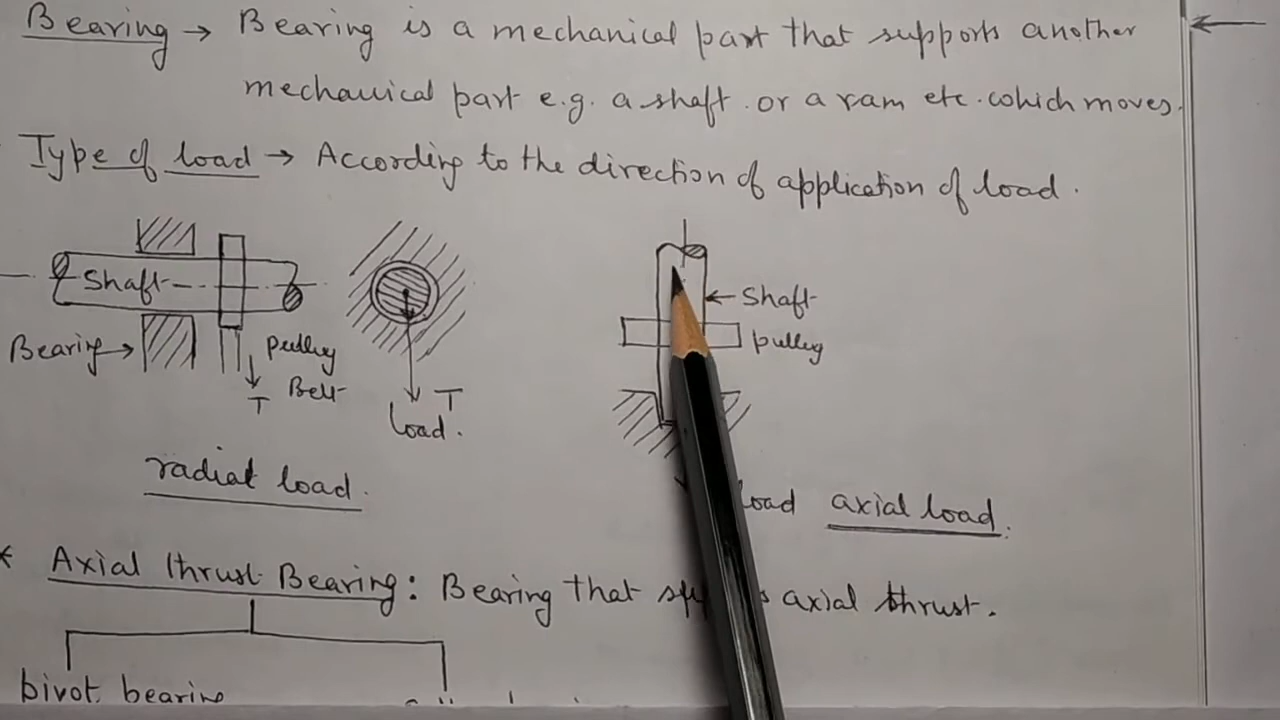 Bearing → Bearing is a mechanical part that supports another
mechanical part e.g. a shaft. or a ram etc. which moves.
Type of load → According to the direction of application of load.
Shaft
Bearing →
pulley
Belt
T
T
load.
radial load.
← Shaft
pulley
load
axial load.
* Axial thrust Bearing: Bearing that axial thrust.
pivot bearing